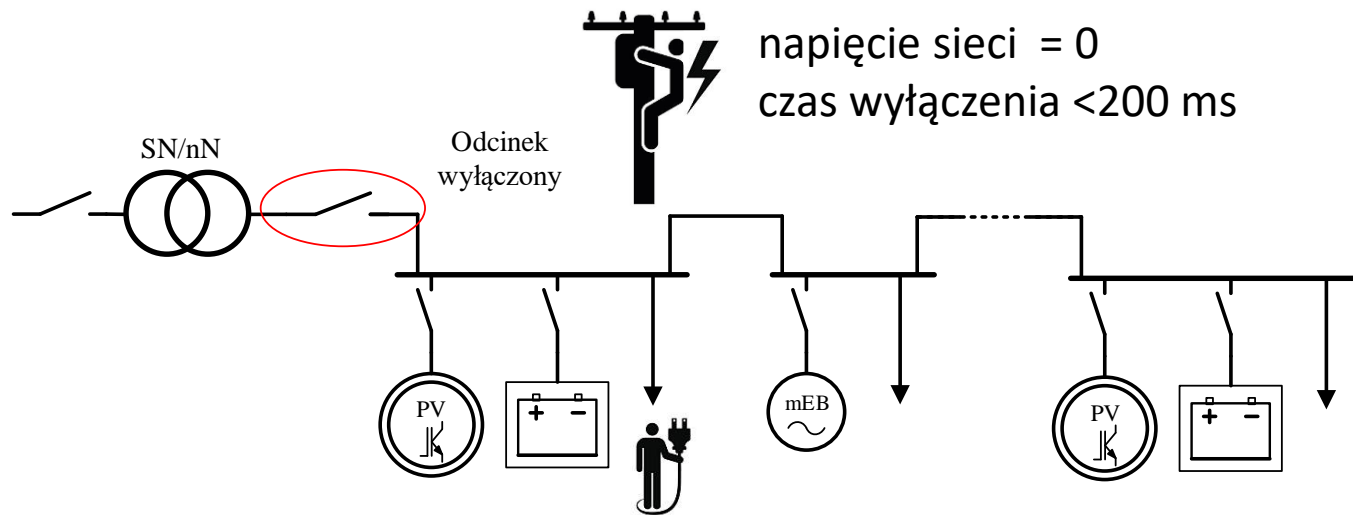 napięcie sieci = 0
czas wyłączenia <200 ms
SN/nN
Odcinek
wyłączony
PV
+ −
mEB
PV
+ −